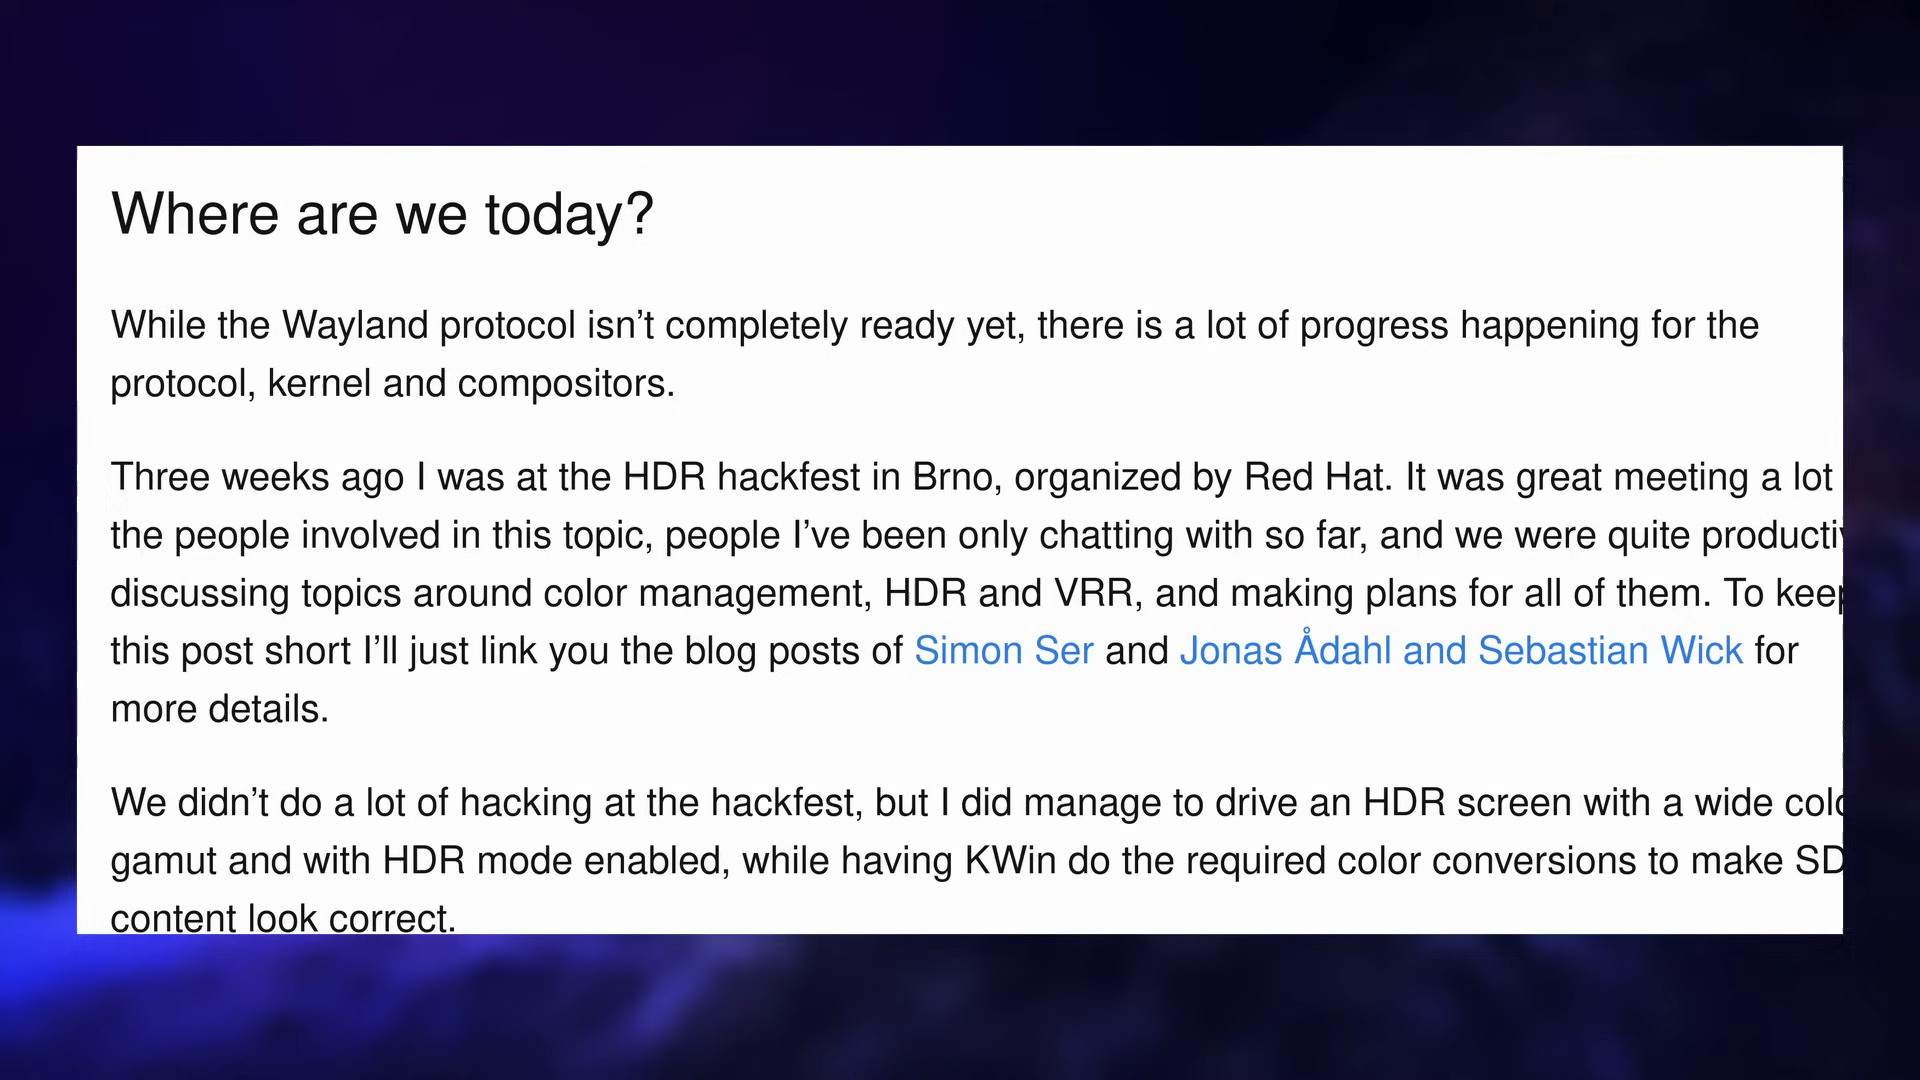 Where are we today?
While the Wayland protocol isn’t completely ready yet, there is a lot of progress happening for the
protocol, kernel and compositors.
Three weeks ago I was at the HDR hackfest in Brno, organized by Red Hat. It was great meeting a lot
the people involved in this topic, people I’ve been only chatting with so far, and we were quite
discussing topics around color management, HDR and VRR, and making plans for all of them. To keep
this post short I’ll just link you the blog posts of Simon Ser and Jonas Ådahl and Sebastian Wick for
more details.
We didn’t do a lot of hacking at the hackfest, but I did manage to drive an HDR screen with a wide
gamut and with HDR mode enabled, while having KWin do the required color conversions to make
content look correct.